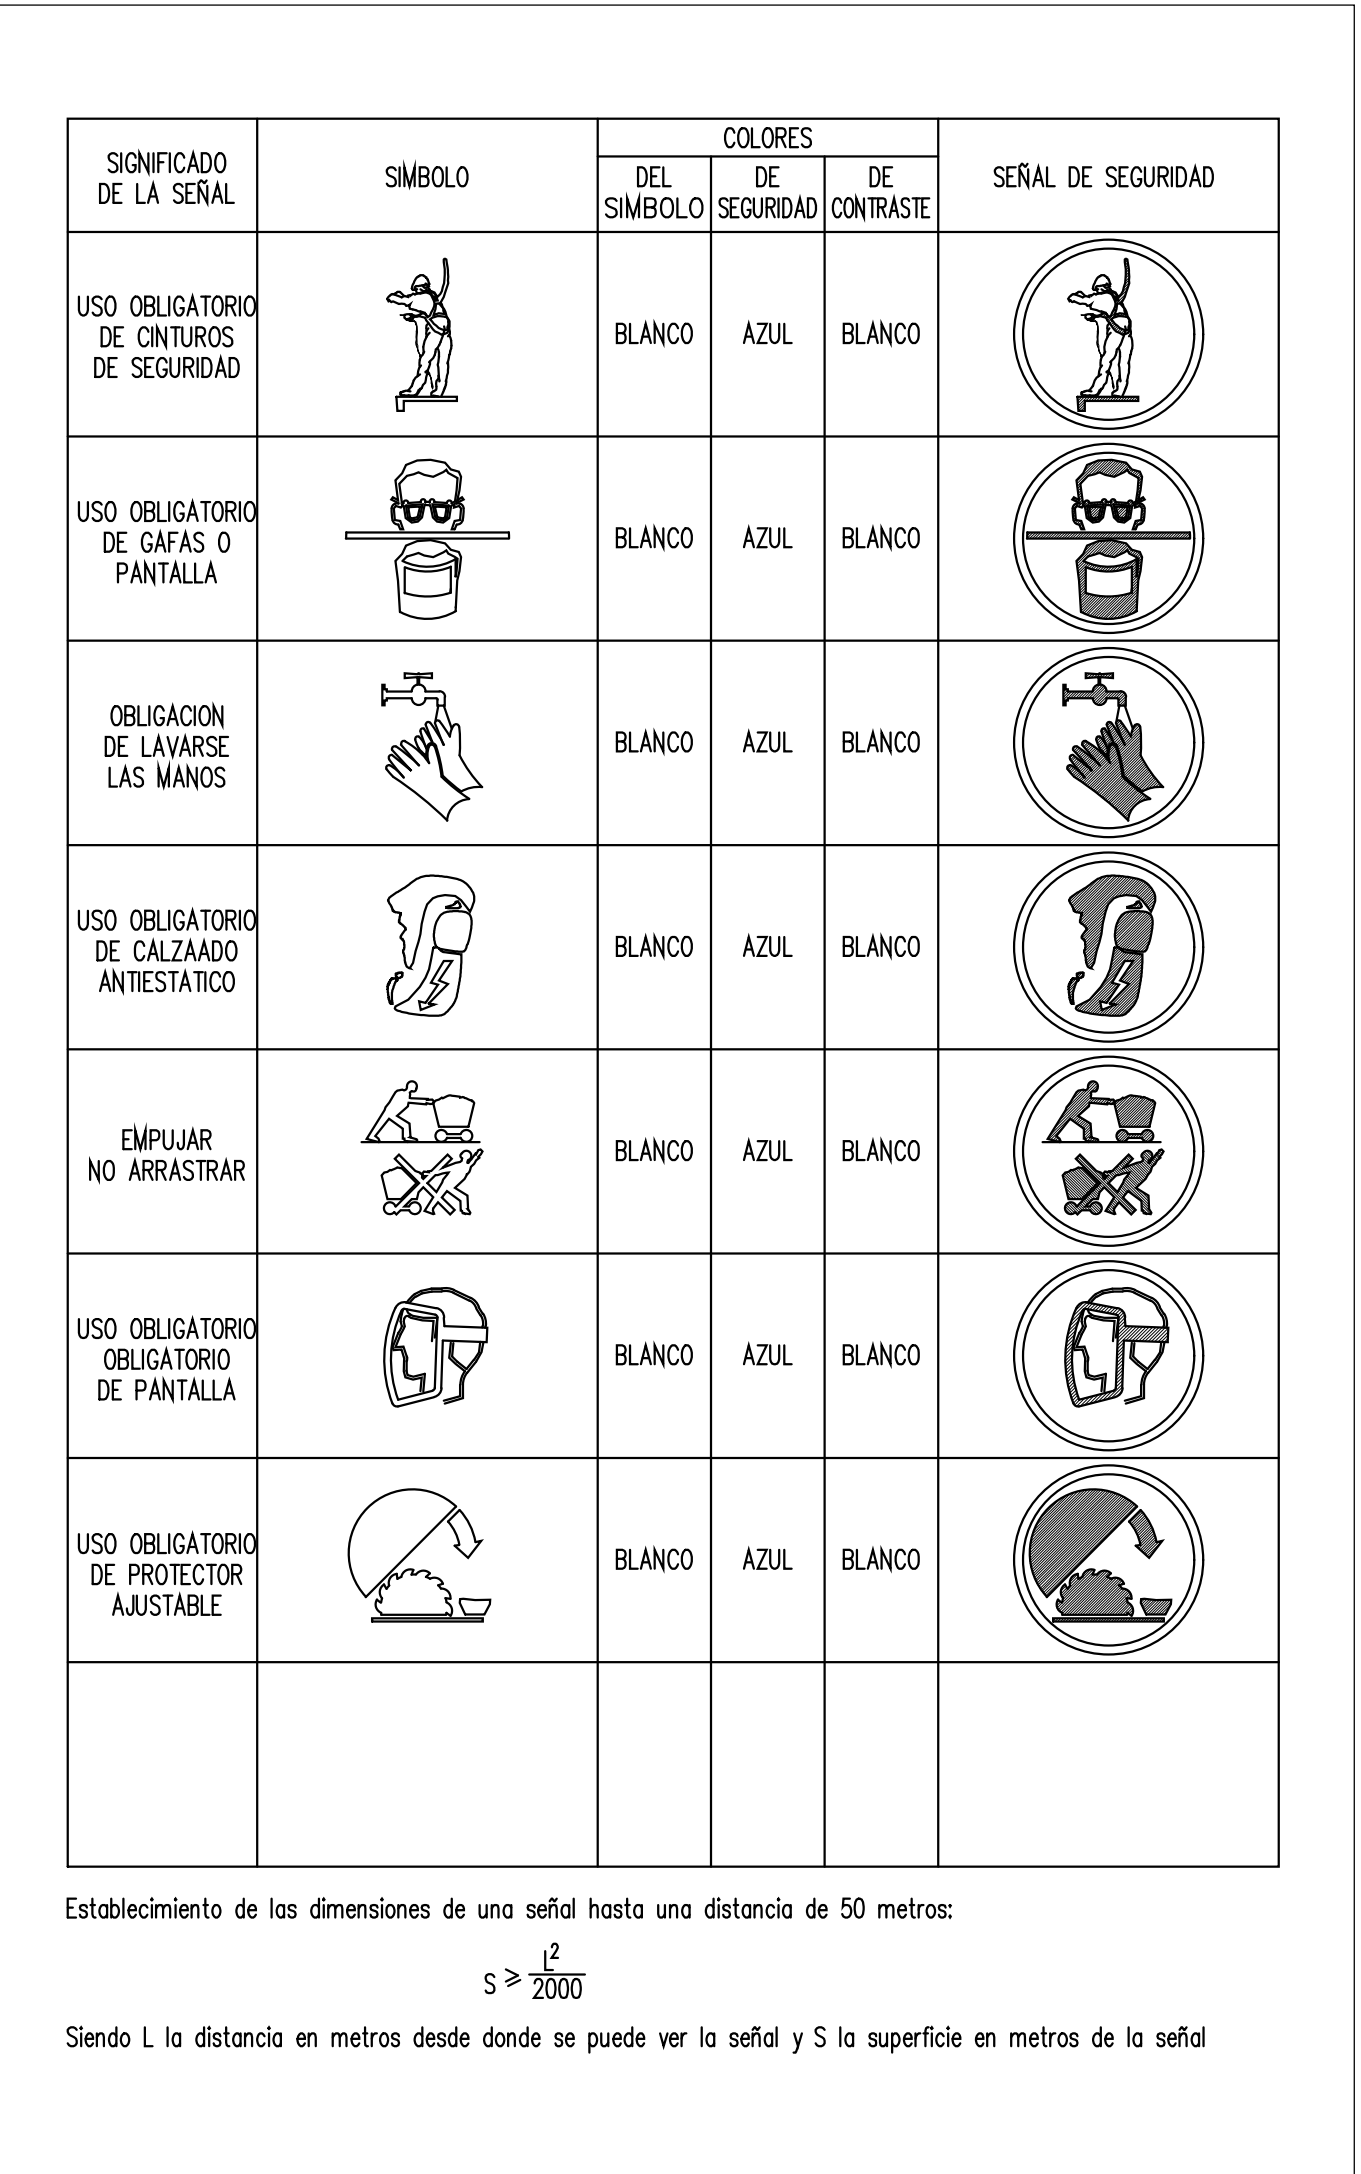 SIGNIFICADO
DE LA SEÑAL
SIMBOLO
COLORES
DEL
SIMBOLO
DE
SEGURIDAD
DE
CONTRASTE
SEÑAL DE SEGURIDAD
USO OBLIGATORIO
DE CINTUROS
DE SEGURIDAD
BLANCO
AZUL
BLANCO
USO OBLIGATORIO
DE GAFAS O
PANTALLA
BLANCO
AZUL
BLANCO
OBLIGACION
DE LAVARSE
LAS MANOS
BLANCO
AZUL
BLANCO
USO OBLIGATORIO
DE CALZAADO
ANTIESTATICO
BLANCO
AZUL
BLANCO
EMPUJAR
NO ARRASTRAR
BLANCO
AZUL
BLANCO
USO OBLIGATORIO
OBLIGATORIO
DE PANTALLA
BLANCO
AZUL
BLANCO
USO OBLIGATORIO
DE PROTECTOR
AJUSTABLE
BLANCO
AZUL
BLANCO
Establecimiento de las dimensiones de una señal hasta una distancia de 50 metros:
S ≥ L²/2000
Siendo L la distancia en metros desde donde se puede ver la señal y S la superficie en metros de la señal